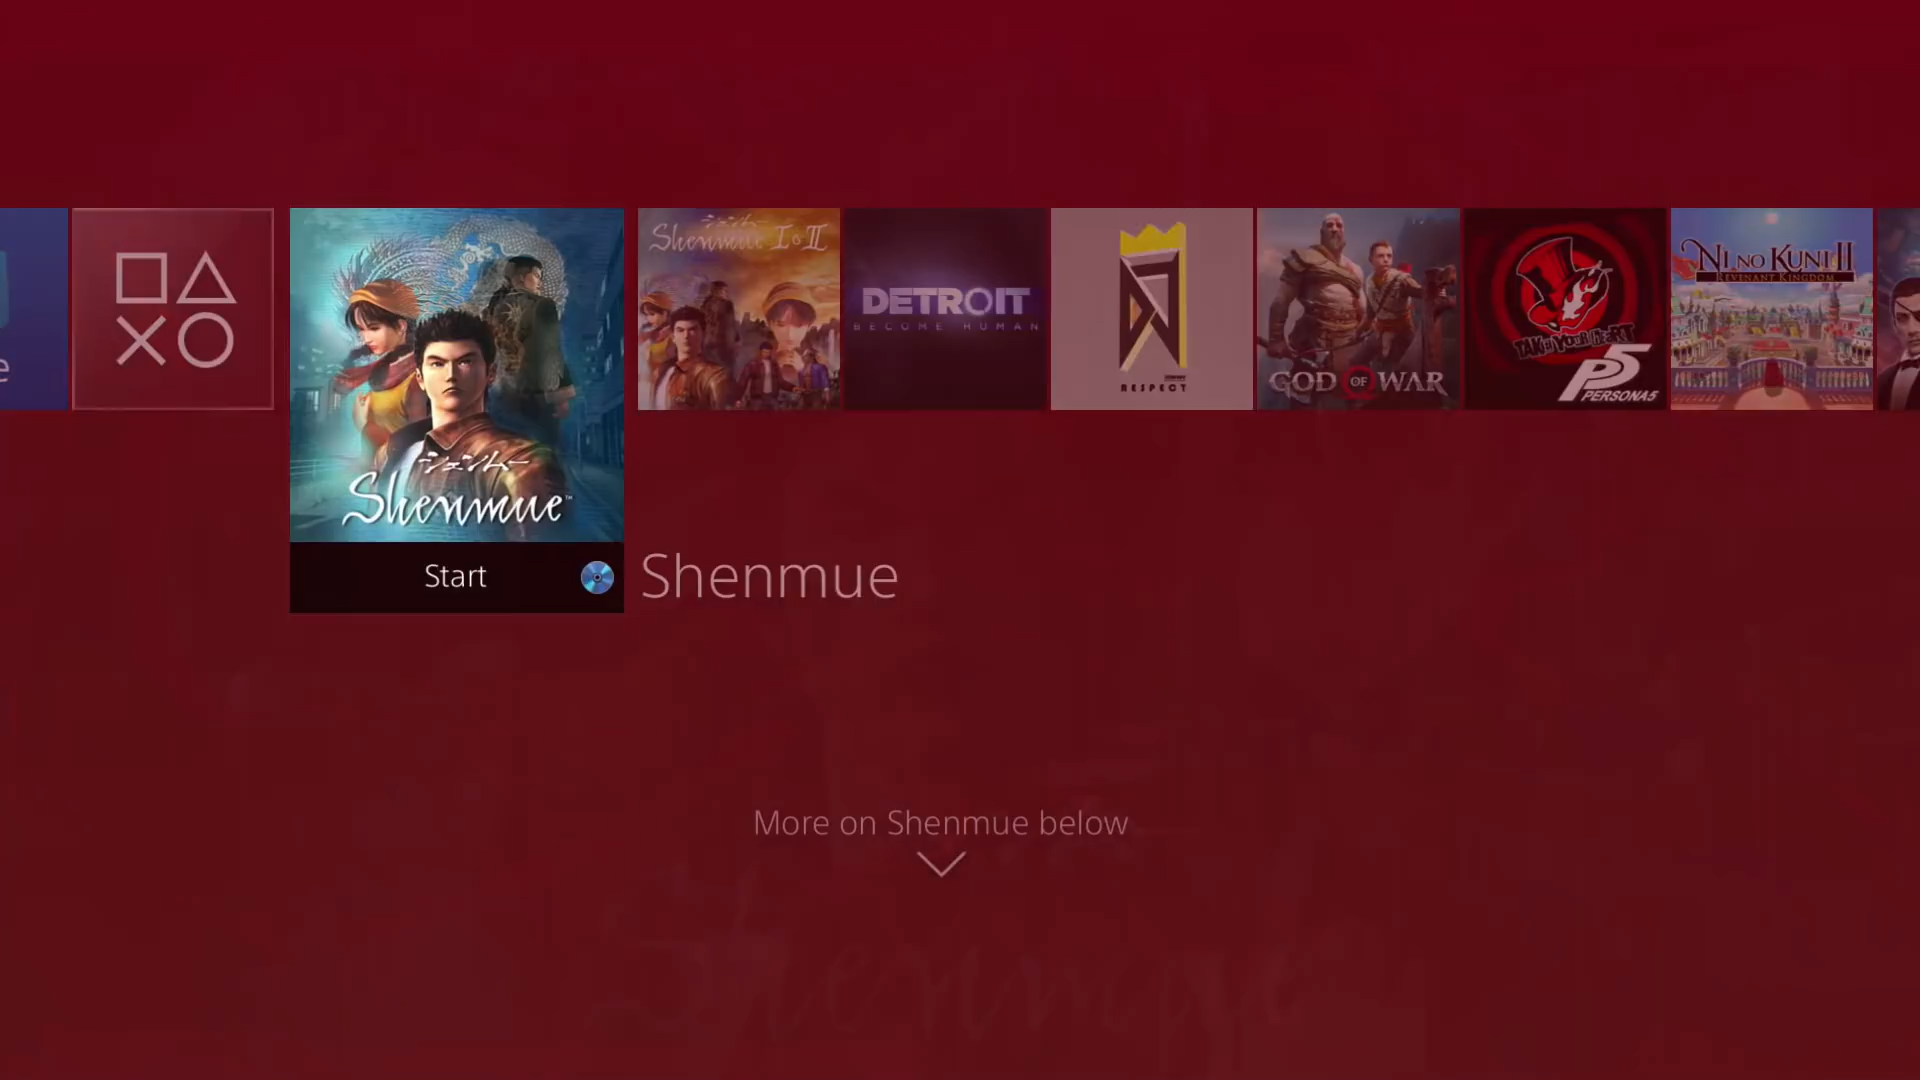 e
Shenmue I & II
DETROIT
BECOME HUMAN
RESPECT
GOD OF WAR
TAKE YOUR HEART
P5
PERSONA5
NI NO KUNI II
REVENANT KINGDOM
シェンムー
Shenmue™
Start
Shenmue
More on Shenmue below
Shenmue